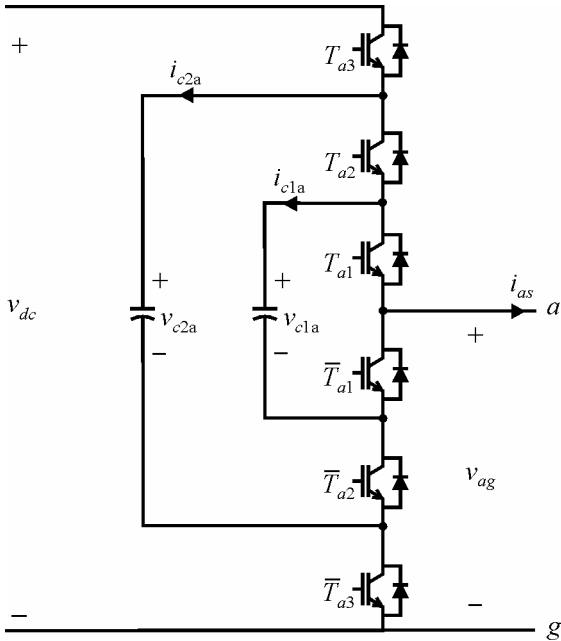 +
T_a3
i_c2a
T_a2
i_c1a
T_a1
i_as
a
+
+
+
v_dc
v_c2a
v_c1a
−
−
T̅_a1
T̅_a2
v_ag
T̅_a3
−
−
g